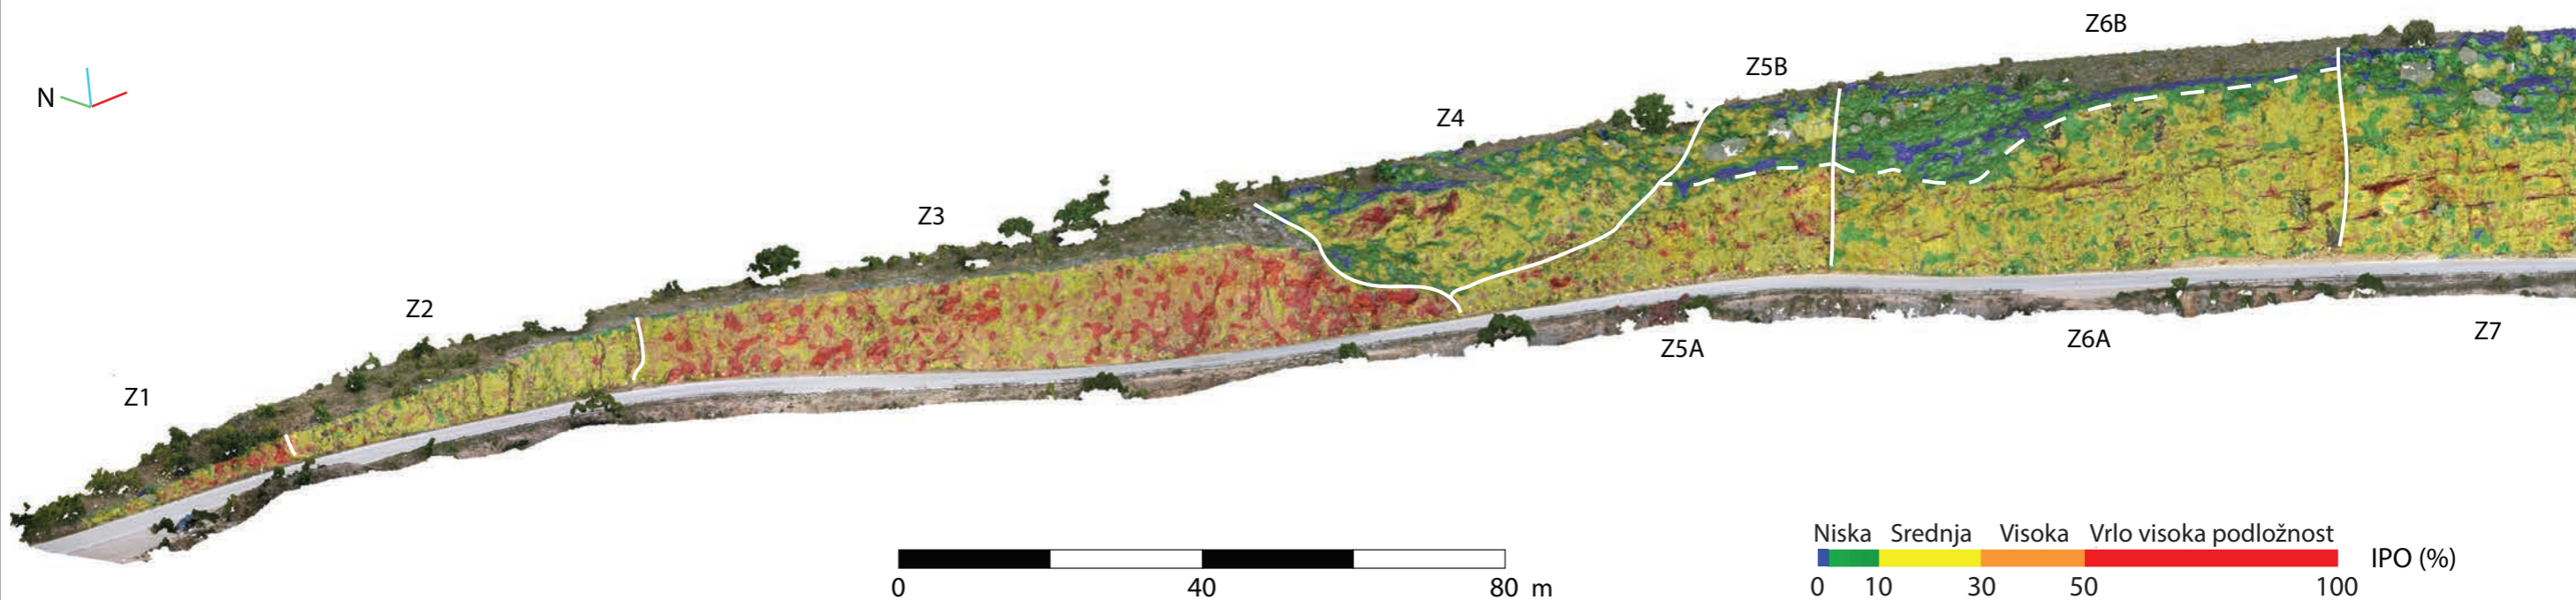 Z6B
Z5B
N
Z4
Z3
Z2
Z6A
Z7
Z5A
Z1
Niska Srednja Visoka Vrlo visoka podložnost
IPO (%)
0 10 30 50 100
0 40 80 m